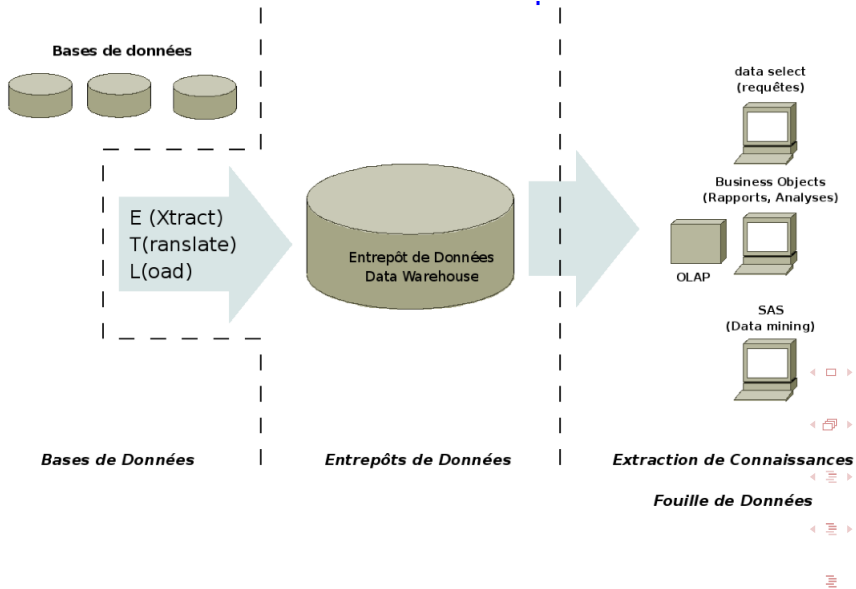 Bases de données
E (Xtract)
T(ranslate)
L(oad)
Entrepôt de Données
Data Warehouse
data select
(requêtes)
Business Objects
(Rapports, Analyses)
OLAP
SAS
(Data mining)
Bases de Données
Entrepôts de Données
Extraction de Connaissances
Fouille de Données